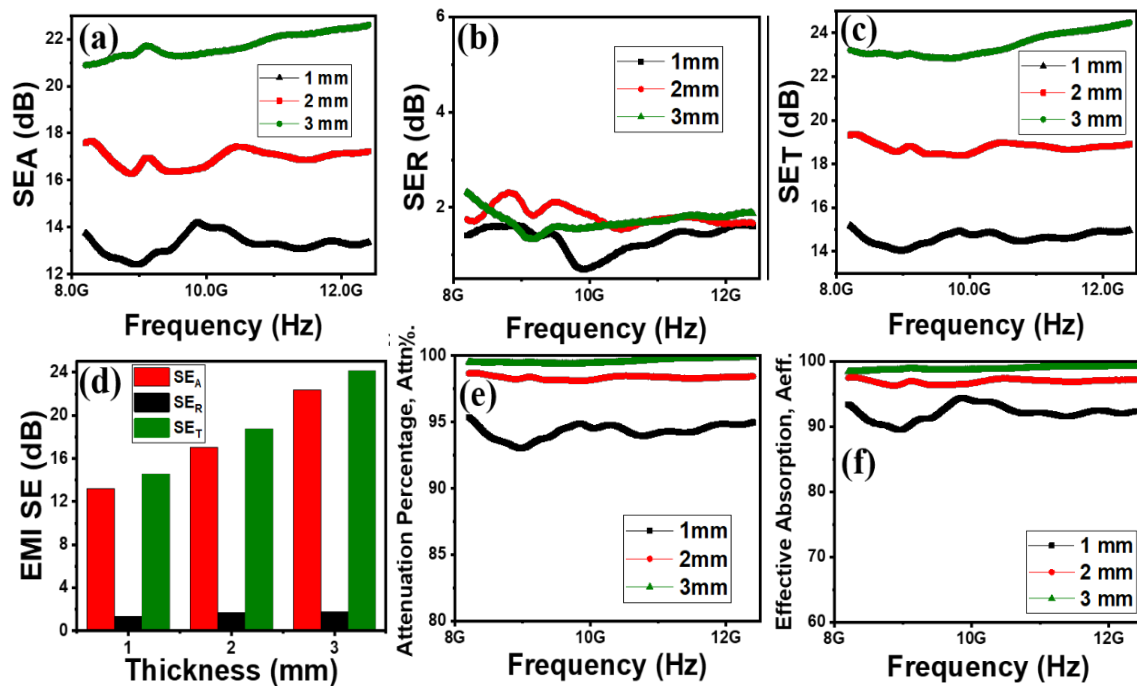 (a)
SEA (dB)
22
20
18
16
14
12
8.0G 10.0G 12.0G
Frequency (Hz)
1 mm
2 mm
3 mm
(b)
SER (dB)
6
4
2
8G 10G 12G
Frequency (Hz)
1mm
2mm
3mm
(c)
SET (dB)
24
22
20
18
16
14
13
8.0G 10.0G 12.0G
Frequency (Hz)
1 mm
2 mm
3 mm
(d)
EMI SE (dB)
24
20
16
12
8
4
0
1 2 3
Thickness (mm)
SEA
SER
SET
(e)
Attenuation Percentage, Attn%.
100
95
90
85
80
8G 10G 12G
Frequency (Hz)
1mm
2mm
3mm
(f)
Effective Absorption, Aeff.
100
90
80
70
60
8G 10G 12G
Frequency (Hz)
1 mm
2 mm
3 mm